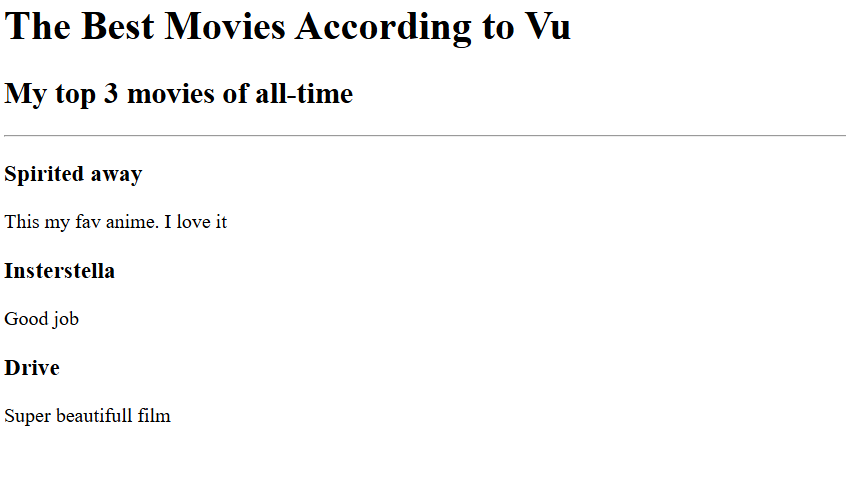 The Best Movies According to Vu
My top 3 movies of all-time
Spirited away
This my fav anime. I love it
Insterstella
Good job
Drive
Super beautifull film